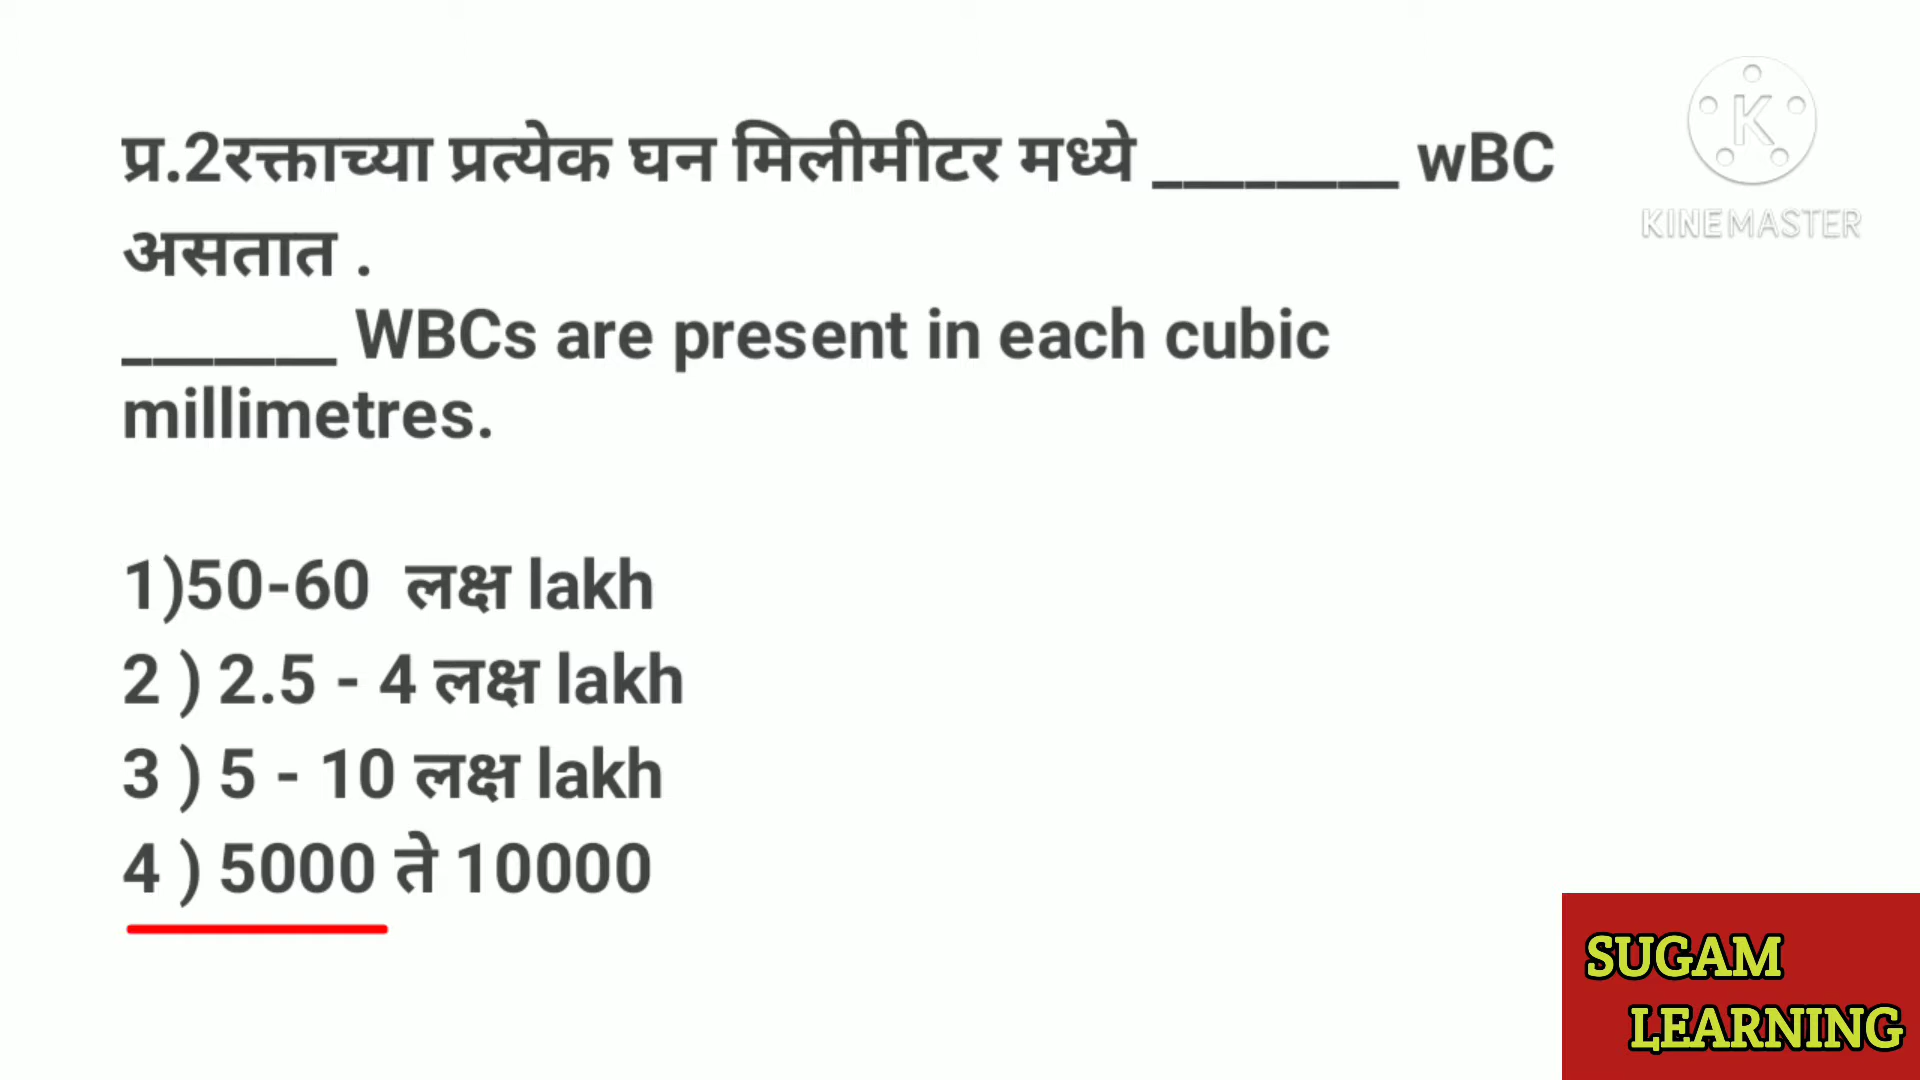 प्र.2रक्ताच्या प्रत्येक घन मिलीमीटर मध्ये ________ wBC
असतात .
_______ WBCs are present in each cubic
millimetres.
1)50-60 लक्ष lakh
2 ) 2.5 - 4 लक्ष lakh
3 ) 5 - 10 लक्ष lakh
4 ) 5000 ते 10000
K
KINEMASTER
SUGAM
LEARNING